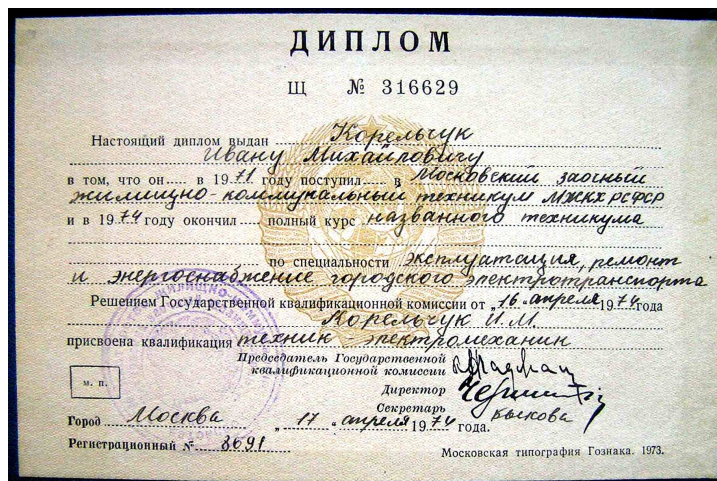 ДИПЛОМ
Щ № 316629
Настоящий диплом выдан Корельчук
Ивану Михайловичу
в том, что он в 1971 году поступил в Московский заочный
жилищно-коммунальный техникум МЖКХ РСФСР
и в 1974 году окончил полный курс названного техникума
по специальности эксплуатация, ремонт
и энергоснабжение городского электротранспорта
Решением Государственной квалификационной комиссии от „16 " апреля 1974 года
Корельчук И.М.
присвоена квалификация техник-электромеханик
Председатель Государственной
квалификационной комиссии
Директор
м. п.
Секретарь Быкова
Город Москва „ 17 " апреля 1974 года.
Регистрационный № 8691
Московская типография Гознака. 1973.